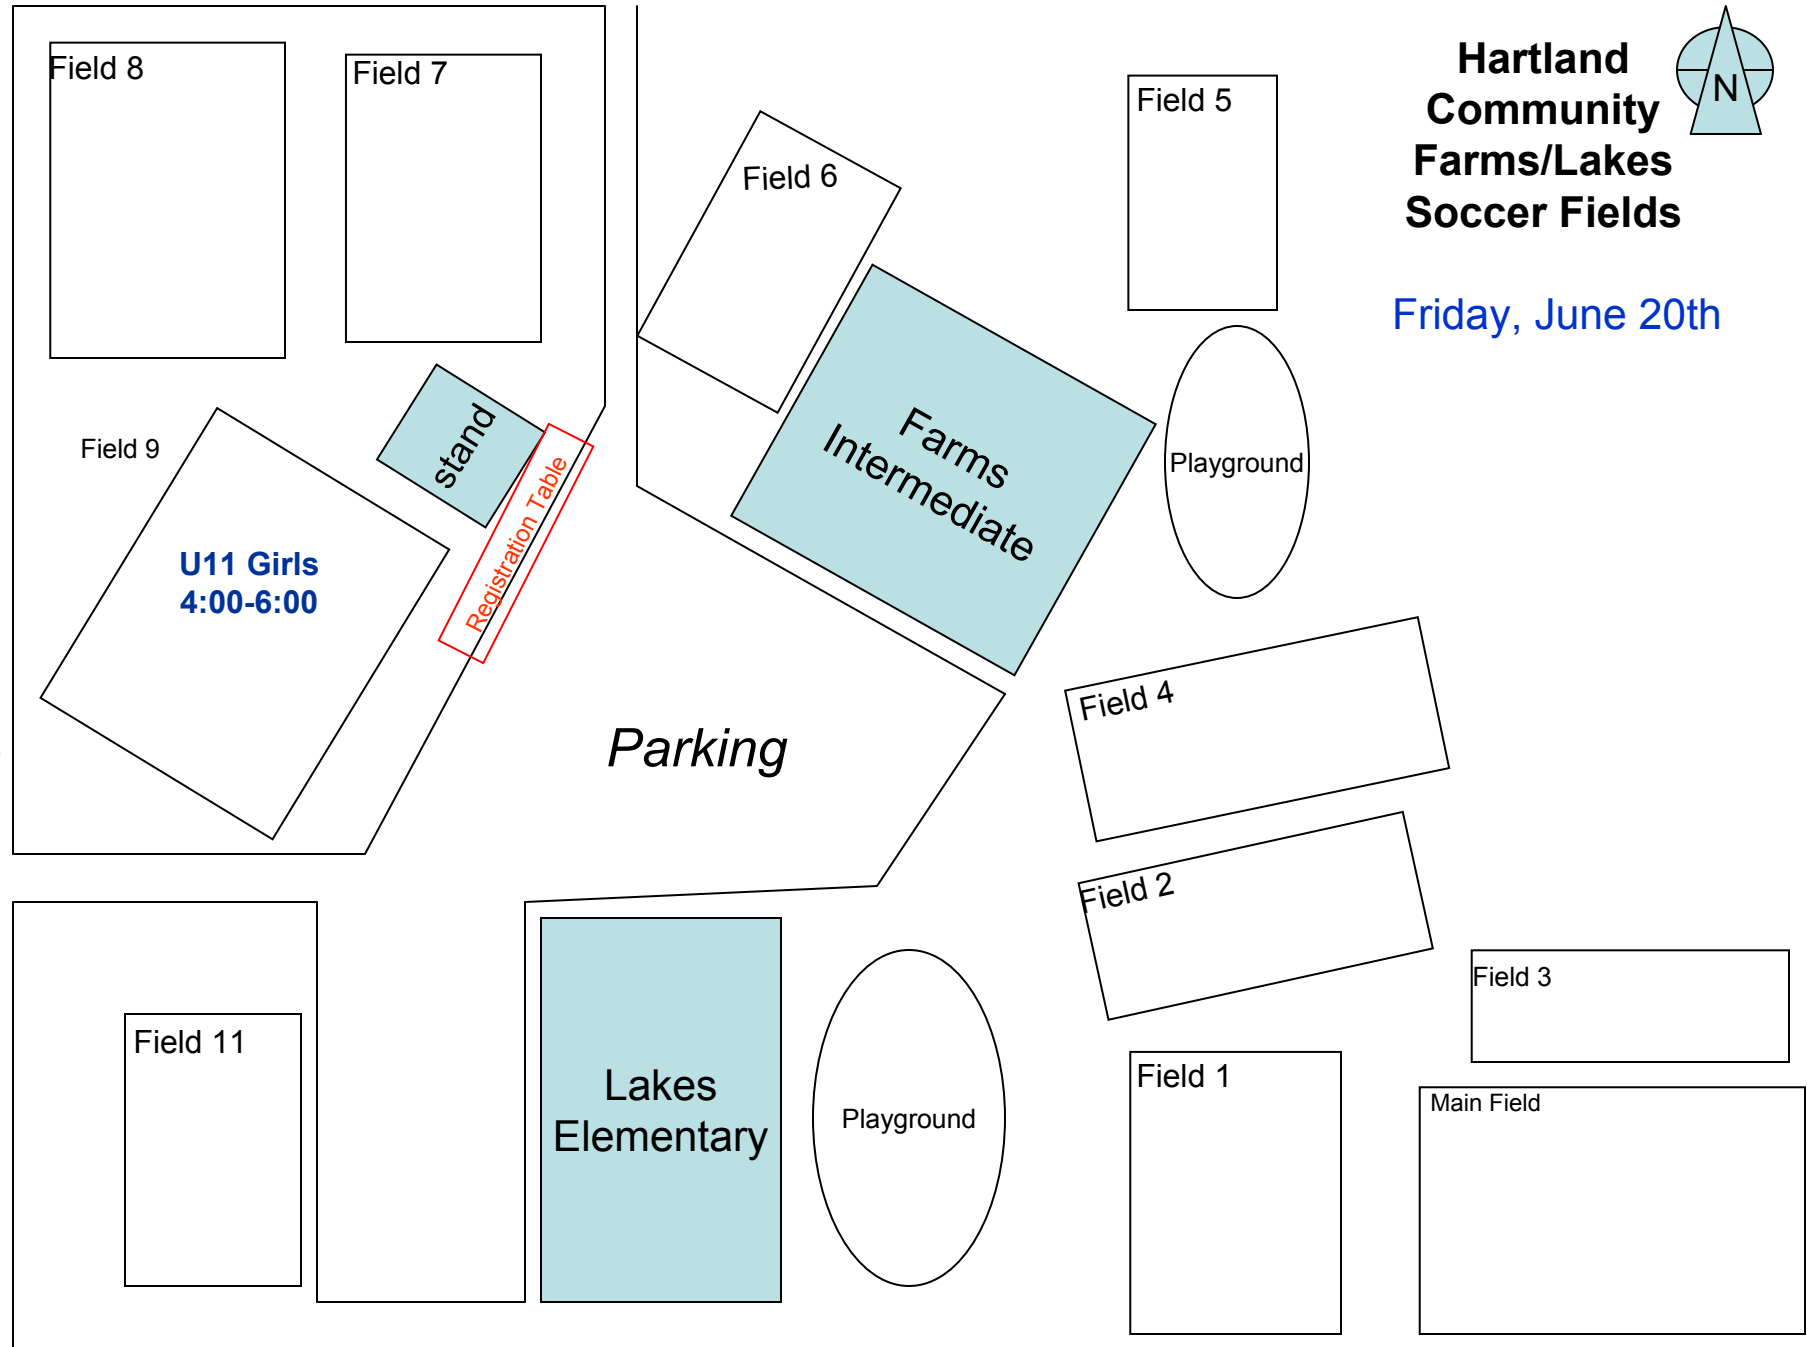 Hartland
Community
Farms/Lakes
Soccer Fields
N
Friday, June 20th
Field 8
Field 7
Field 6
Field 5
stand
Registration Table
Farms
Intermediate
Playground
Field 9
U11 Girls
4:00-6:00
Parking
Field 4
Field 2
Field 3
Field 11
Lakes
Elementary
Playground
Field 1
Main Field